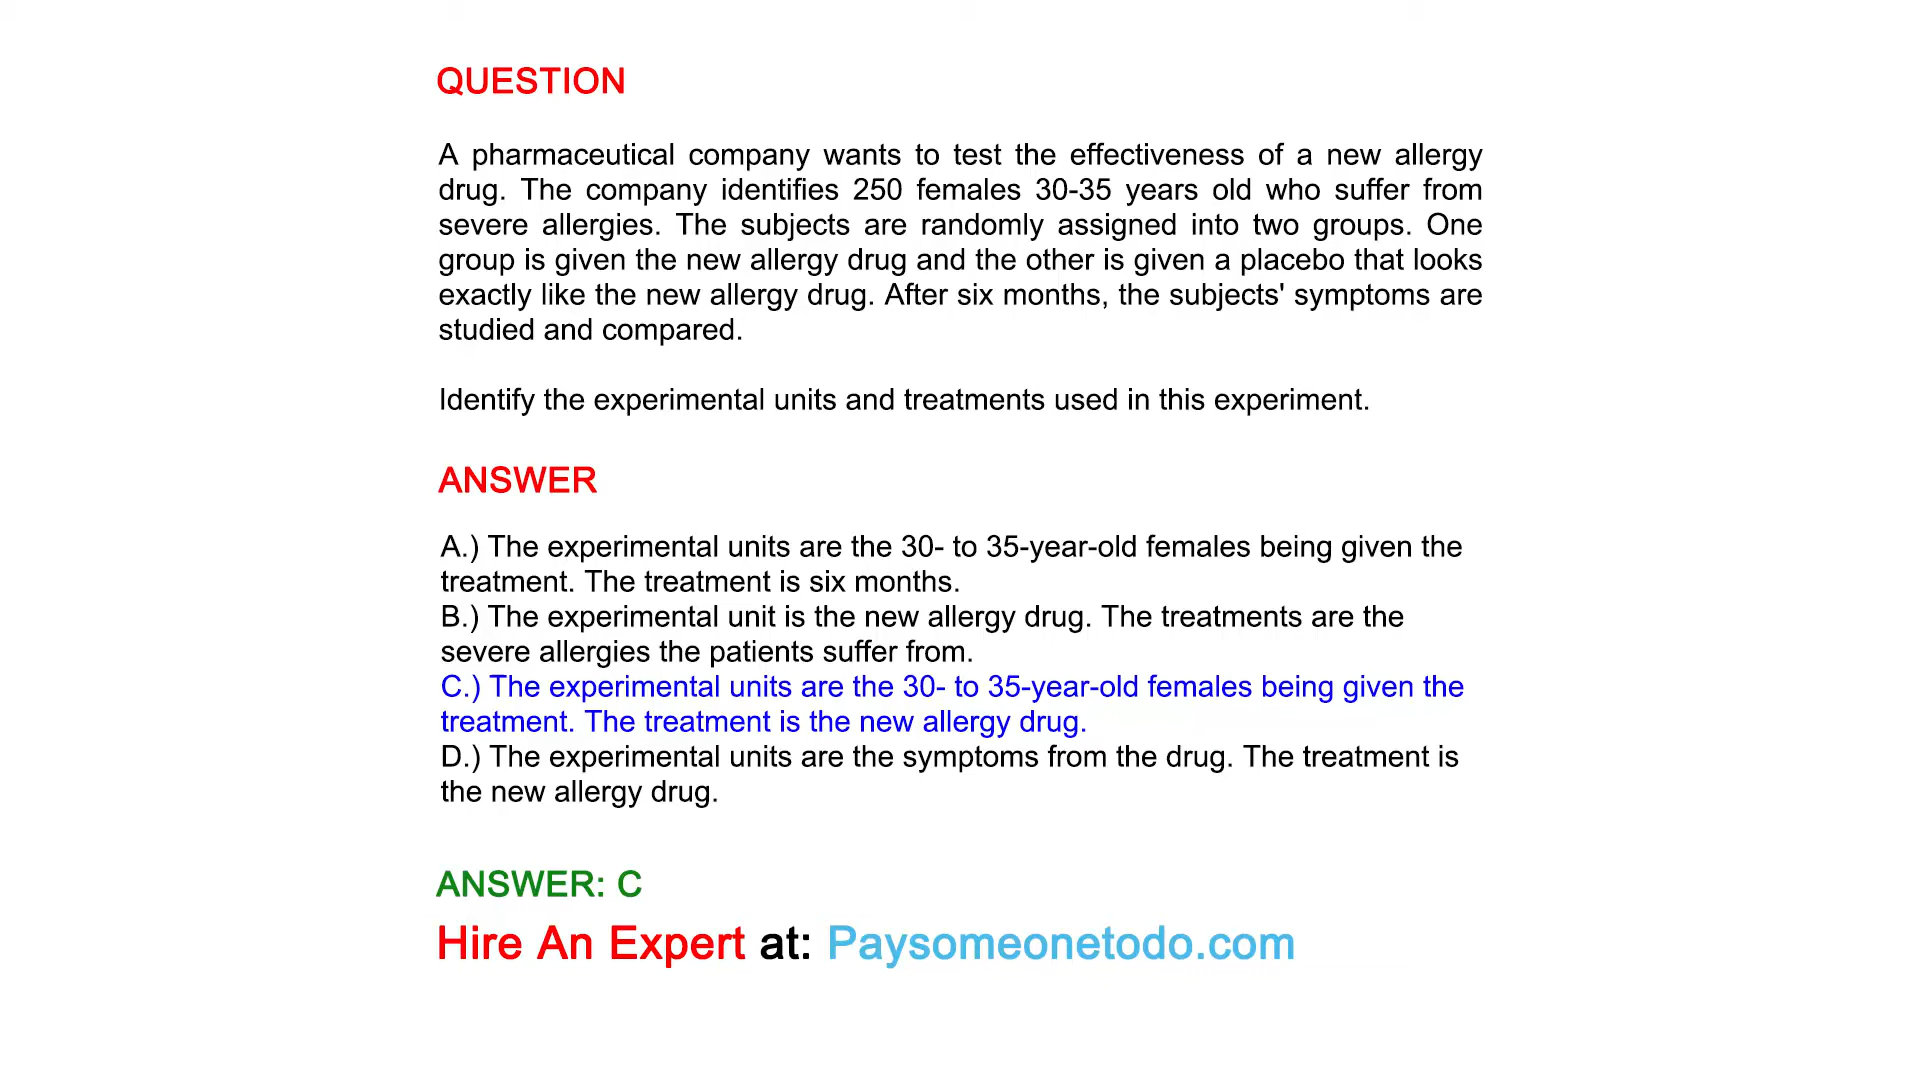 QUESTION
A pharmaceutical company wants to test the effectiveness of a new allergy
drug. The company identifies 250 females 30-35 years old who suffer from
severe allergies. The subjects are randomly assigned into two groups. One
group is given the new allergy drug and the other is given a placebo that looks
exactly like the new allergy drug. After six months, the subjects' symptoms are
studied and compared.
Identify the experimental units and treatments used in this experiment.
ANSWER
A.) The experimental units are the 30- to 35-year-old females being given the
treatment. The treatment is six months.
B.) The experimental unit is the new allergy drug. The treatments are the
severe allergies the patients suffer from.
C.) The experimental units are the 30- to 35-year-old females being given the
treatment. The treatment is the new allergy drug.
D.) The experimental units are the symptoms from the drug. The treatment is
the new allergy drug.
ANSWER: C
Hire An Expert at: Paysomeonetodo.com